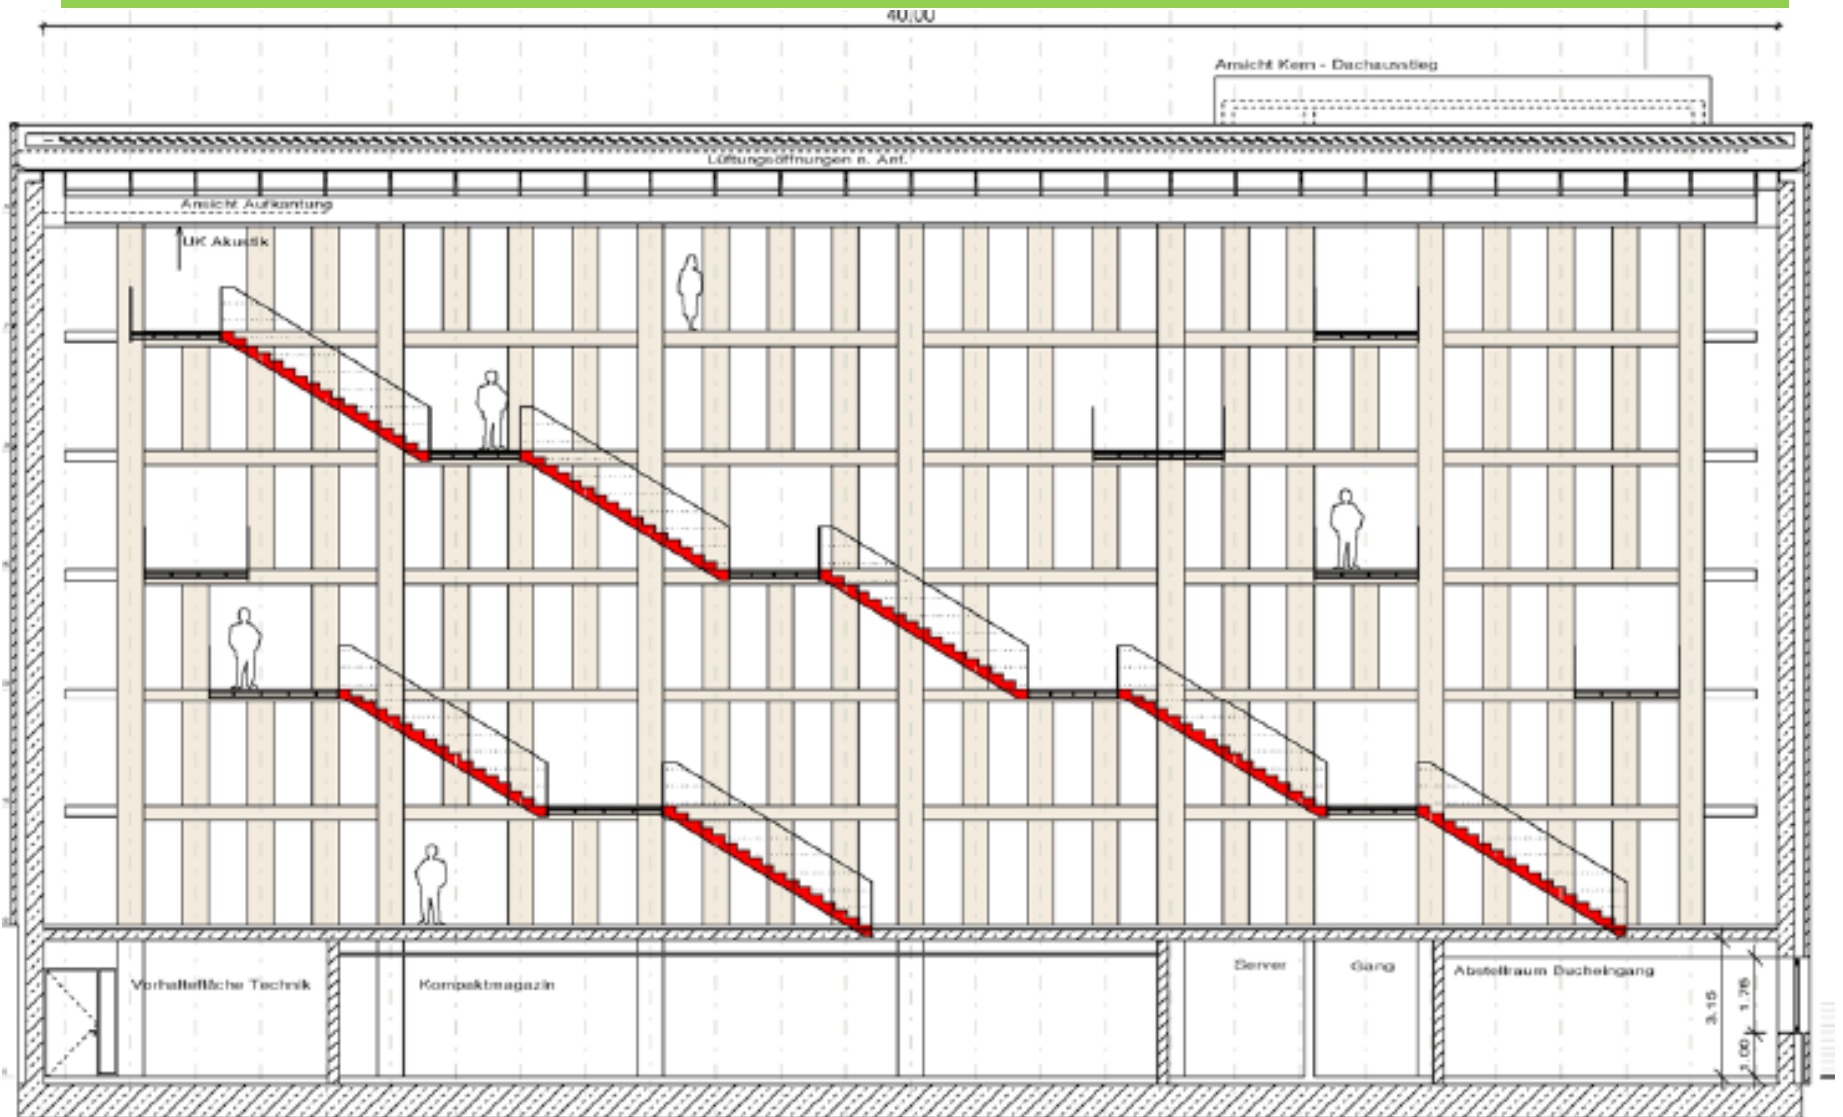 40,00
Ansicht Kern - Dachausstieg
Lüftungsöffnungen n. Anf.
Ansicht Aufkantung
UK Akustik
Vorhaltefläche Technik
Kompaktmagazin
Server
Gang
Abstellraum Bucheingang
3.15
1.76
1.00